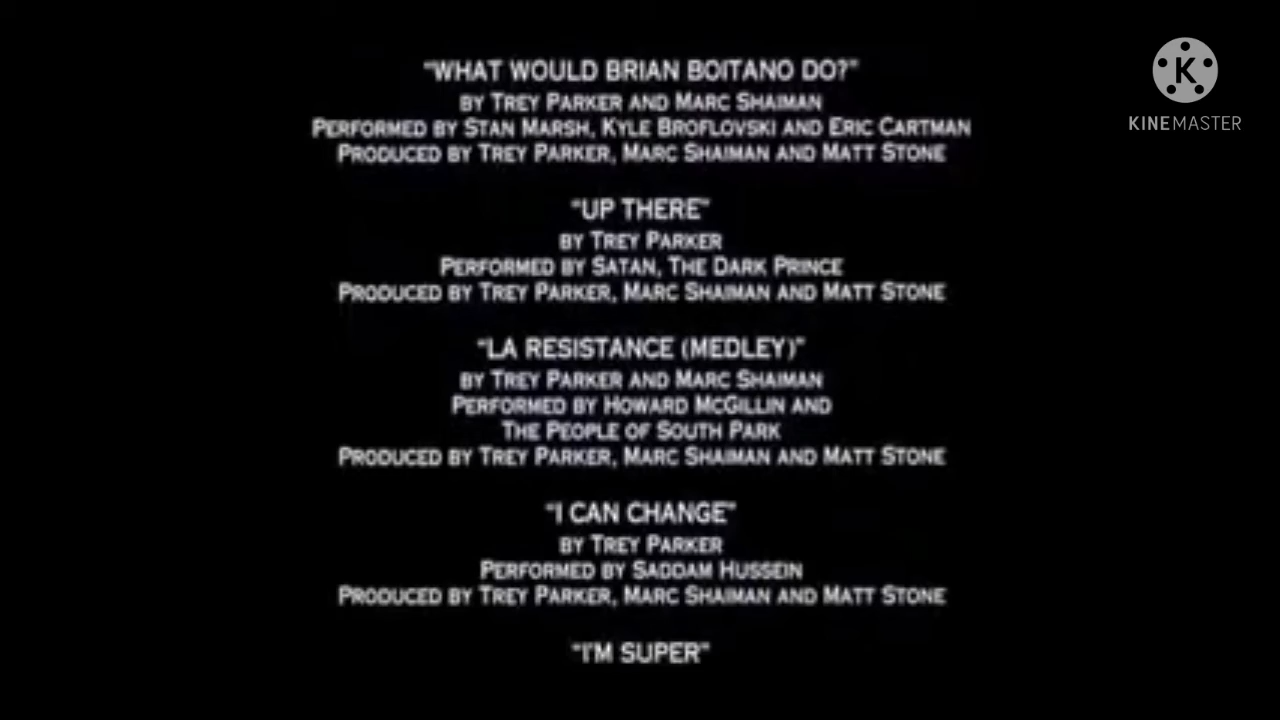 "WHAT WOULD BRIAN BOITANO DO?"
BY TREY PARKER AND MARC SHAIMAN
PERFORMED BY STAN MARSH, KYLE BROFLOVSKI AND ERIC CARTMAN
PRODUCED BY TREY PARKER, MARC SHAIMAN AND MATT STONE
"UP THERE"
BY TREY PARKER
PERFORMED BY SATAN, THE DARK PRINCE
PRODUCED BY TREY PARKER, MARC SHAIMAN AND MATT STONE
"LA RESISTANCE (MEDLEY)"
BY TREY PARKER AND MARC SHAIMAN
PERFORMED BY HOWARD MCGILLIN AND
THE PEOPLE OF SOUTH PARK
PRODUCED BY TREY PARKER, MARC SHAIMAN AND MATT STONE
"I CAN CHANGE"
BY TREY PARKER
PERFORMED BY SADDAM HUSSEIN
PRODUCED BY TREY PARKER, MARC SHAIMAN AND MATT STONE
"I'M SUPER"
K
KINEMASTER